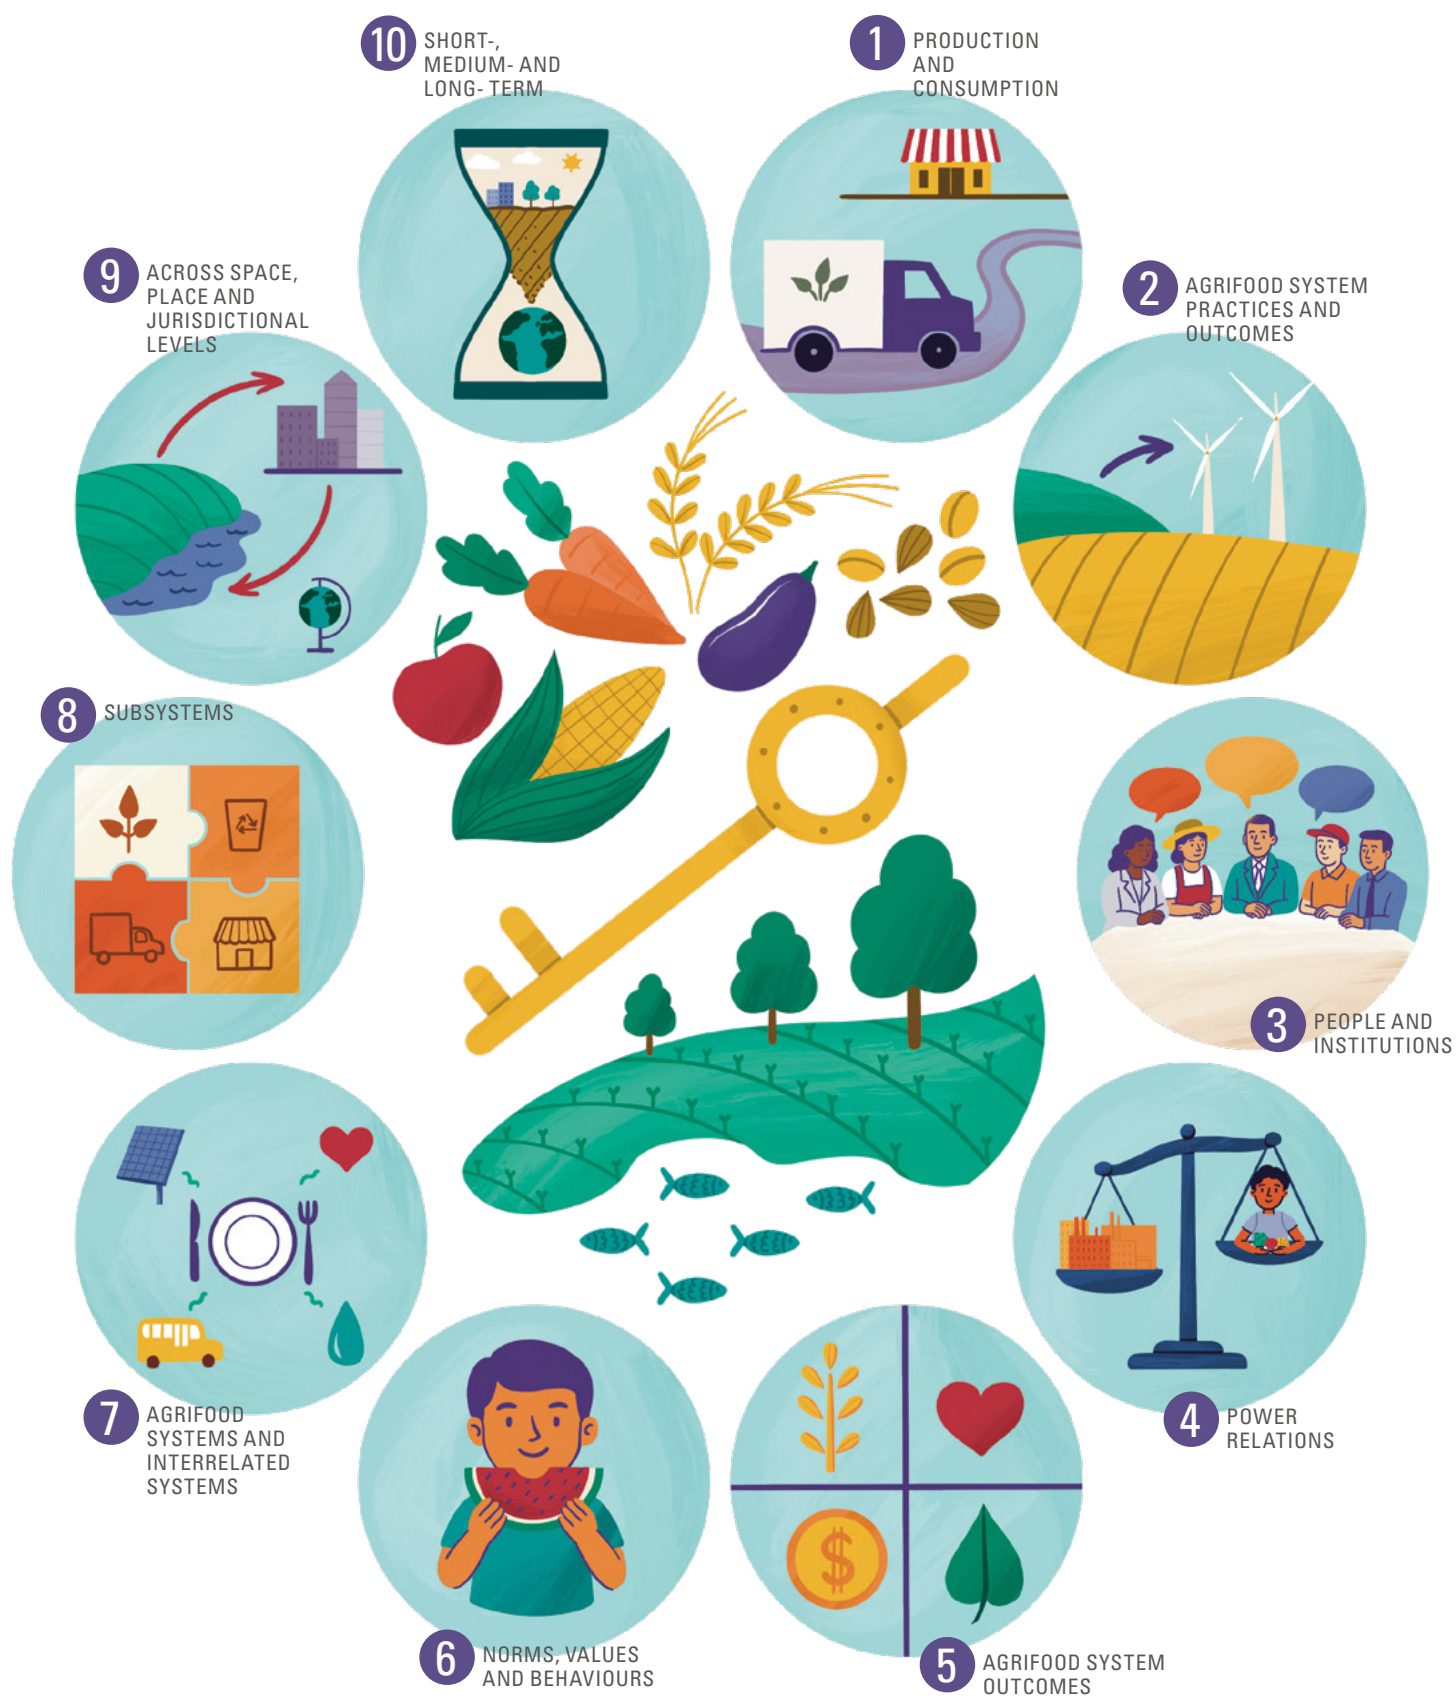 1
PRODUCTION
AND
CONSUMPTION
2
AGRIFOOD SYSTEM
PRACTICES AND
OUTCOMES
3
PEOPLE AND
INSTITUTIONS
4
POWER
RELATIONS
5
AGRIFOOD SYSTEM
OUTCOMES
6
NORMS, VALUES
AND BEHAVIOURS
7
AGRIFOOD
SYSTEMS AND
INTERRELATED
SYSTEMS
8
SUBSYSTEMS
9
ACROSS SPACE,
PLACE AND
JURISDICTIONAL
LEVELS
10
SHORT-,
MEDIUM- AND
LONG- TERM
$